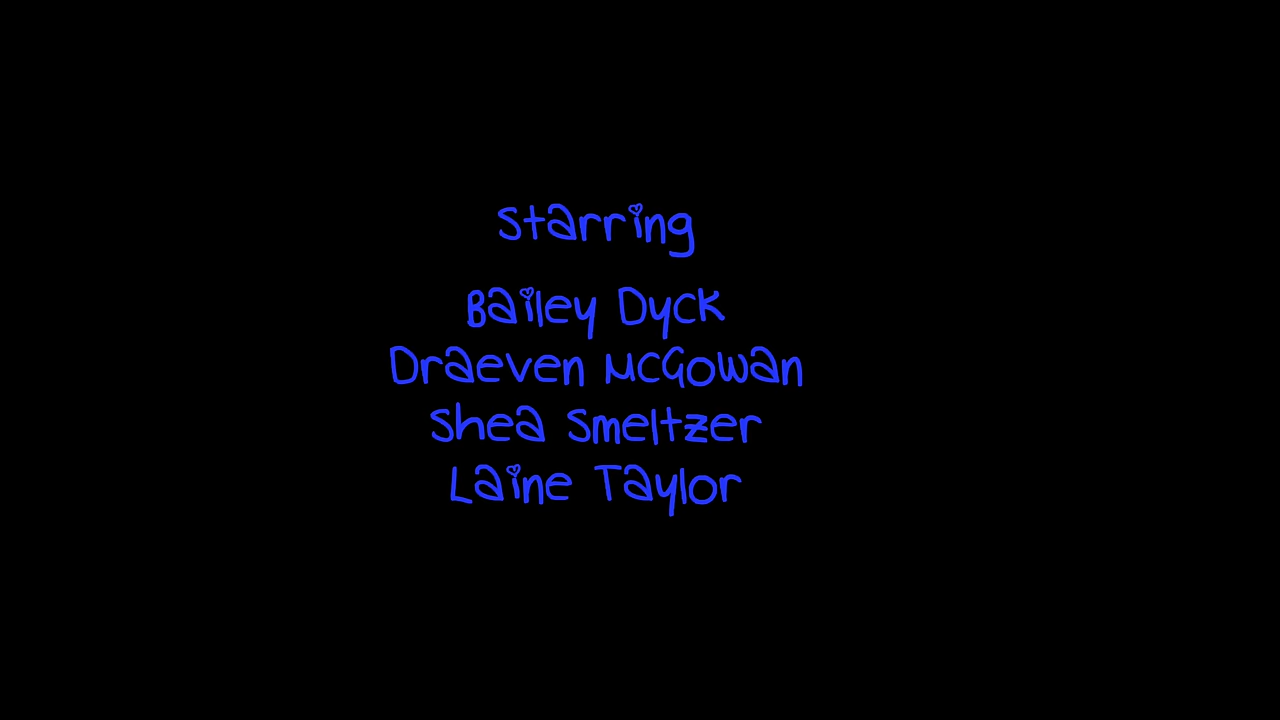 Starring
Bailey Dyck
Draeven McGowan
Shea Smeltzer
Laine Taylor